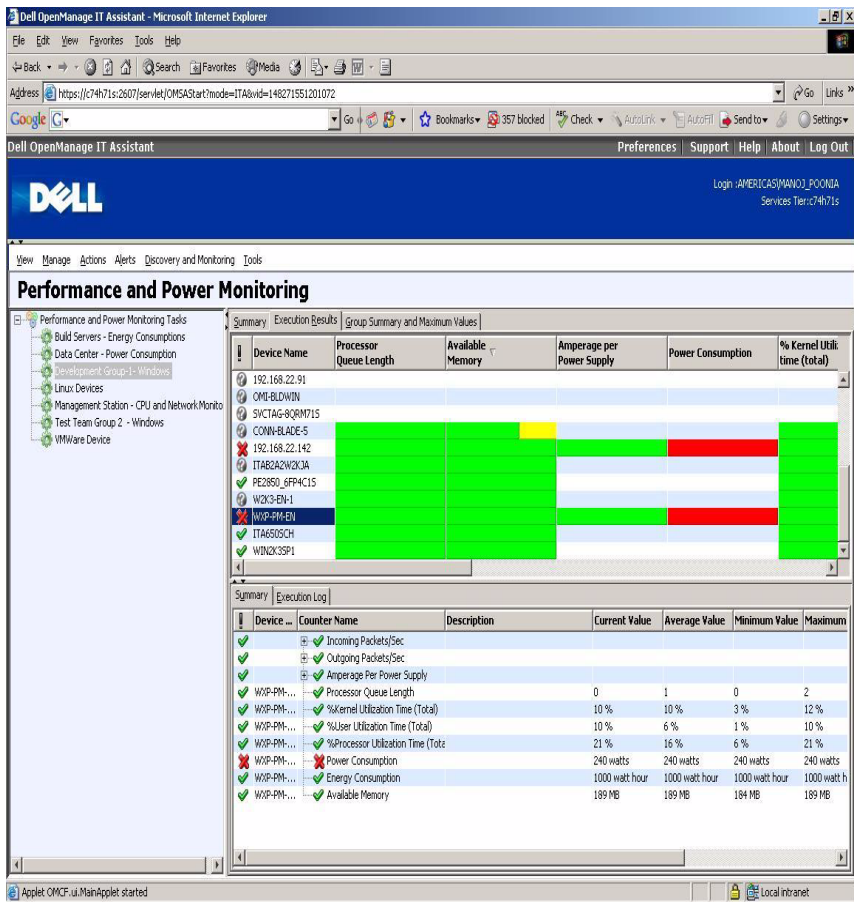 Dell OpenManage IT Assistant - Microsoft Internet Explorer
File Edit View Favorites Tools Help
Back Search Favorites Media
Address https://c74h71s:2607/servlet/OMSAStart?mode=ITA&vid=148271551201072 Go Links »
Google G Go Bookmarks 357 blocked ABC Check AutoLink AutoFill Send to Settings
Dell OpenManage IT Assistant Preferences | Support | Help | About | Log Out
DELL
Login :AMERICAS\MANOJ_POONIA
Services Tier:c74h71s
View Manage Actions Alerts Discovery and Monitoring Tools
Performance and Power Monitoring
Performance and Power Monitoring Tasks
Build Servers - Energy Consumptions
Data Center - Power Consumption
Development Group-1- Windows
Linux Devices
Management Station - CPU and Network Monito
Test Team Group 2 - Windows
VMWare Device
Summary Execution Results Group Summary and Maximum Values
! Device Name Processor Queue Length Available Memory Amperage per Power Supply Power Consumption % Kernel Utili: time (total)
192.168.22.91
OMI-BLDWIN
SVCTAG-8QRM71S
CONN-BLADE-5
192.168.22.142
ITAB2A2W2KJA
PE2850_6FP4C1S
W2K3-EN-1
WXP-PM-EN
ITA650SCH
WIN2K3SP1
Summary Execution Log
! Device ... Counter Name Description Current Value Average Value Minimum Value Maximum
Incoming Packets/Sec
Outgoing Packets/Sec
Amperage Per Power Supply
WXP-PM-... Processor Queue Length 0 1 0 2
WXP-PM-... %Kernel Utilization Time (Total) 10 % 10 % 3 % 12 %
WXP-PM-... %User Utilization Time (Total) 10 % 6 % 1 % 10 %
WXP-PM-... %Processor Utilization Time (Tota 21 % 16 % 6 % 21 %
WXP-PM-... Power Consumption 240 watts 240 watts 240 watts 240 watts
WXP-PM-... Energy Consumption 1000 watt hour 1000 watt hour 1000 watt hour 1000 watt h
WXP-PM-... Available Memory 189 MB 189 MB 184 MB 189 MB
Applet OMCF.ui.MainApplet started Local intranet